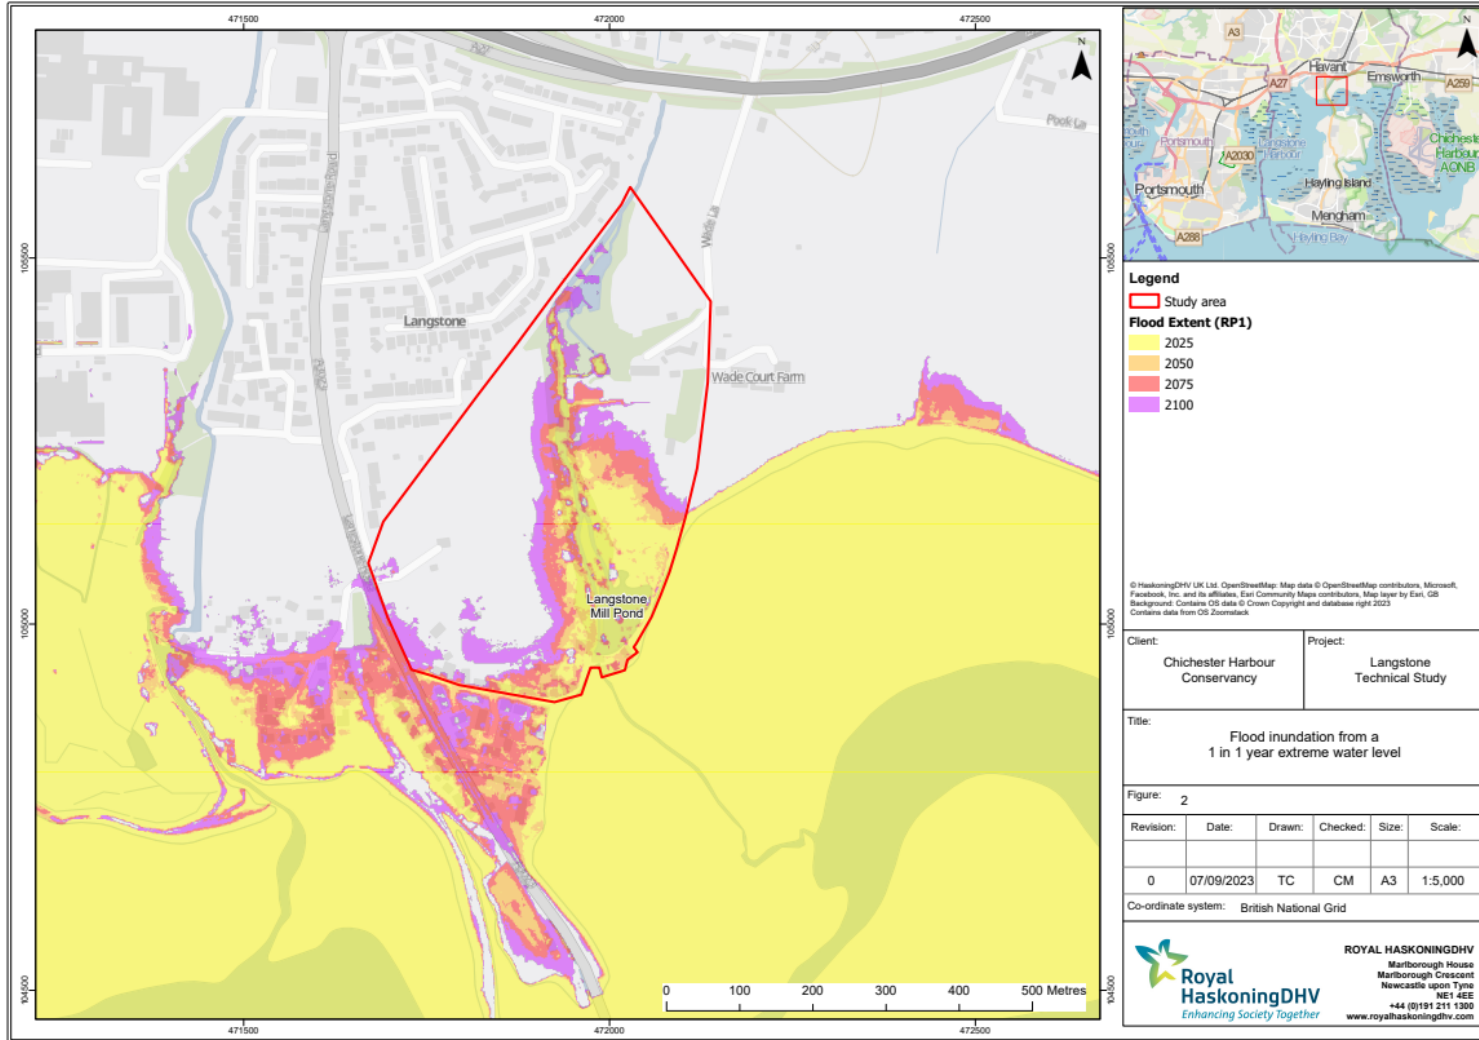 471500
472000
472500
105500
105000
104500
105500
105000
104500
471500
472000
472500
N
A27
Langstone Road
Wade La
Pook La
Langstone
A3023
Wade Court Farm
Langstone
Mill Pond
0 100 200 300 400 500 Metres
N
A3
Havant
Emsworth
A27
A259
Portsmouth
Langstone
Harbour
A2030
Chichester
Harbour
AONB
Hayling Island
Portsmouth
Mengham
A288
Hayling Bay
Legend
Study area
Flood Extent (RP1)
2025
2050
2075
2100
© HaskoningDHV UK Ltd. OpenStreetMap: Map data © OpenStreetMap contributors, Microsoft,
Facebook, Inc. and its affiliates, Esri Community Maps contributors, Map layer by Esri, GB
Background: Contains OS data © Crown Copyright and database right 2023
Contains data from OS Zoomstack
Client:
Chichester Harbour
Conservancy
Project:
Langstone
Technical Study
Title:
Flood inundation from a
1 in 1 year extreme water level
Figure: 2
Revision: Date: Drawn: Checked: Size: Scale:
0 07/09/2023 TC CM A3 1:5,000
Co-ordinate system: British National Grid
Royal
HaskoningDHV
Enhancing Society Together
ROYAL HASKONINGDHV
Marlborough House
Marlborough Crescent
Newcastle upon Tyne
NE1 4EE
+44 (0)191 211 1300
www.royalhaskoningdhv.com